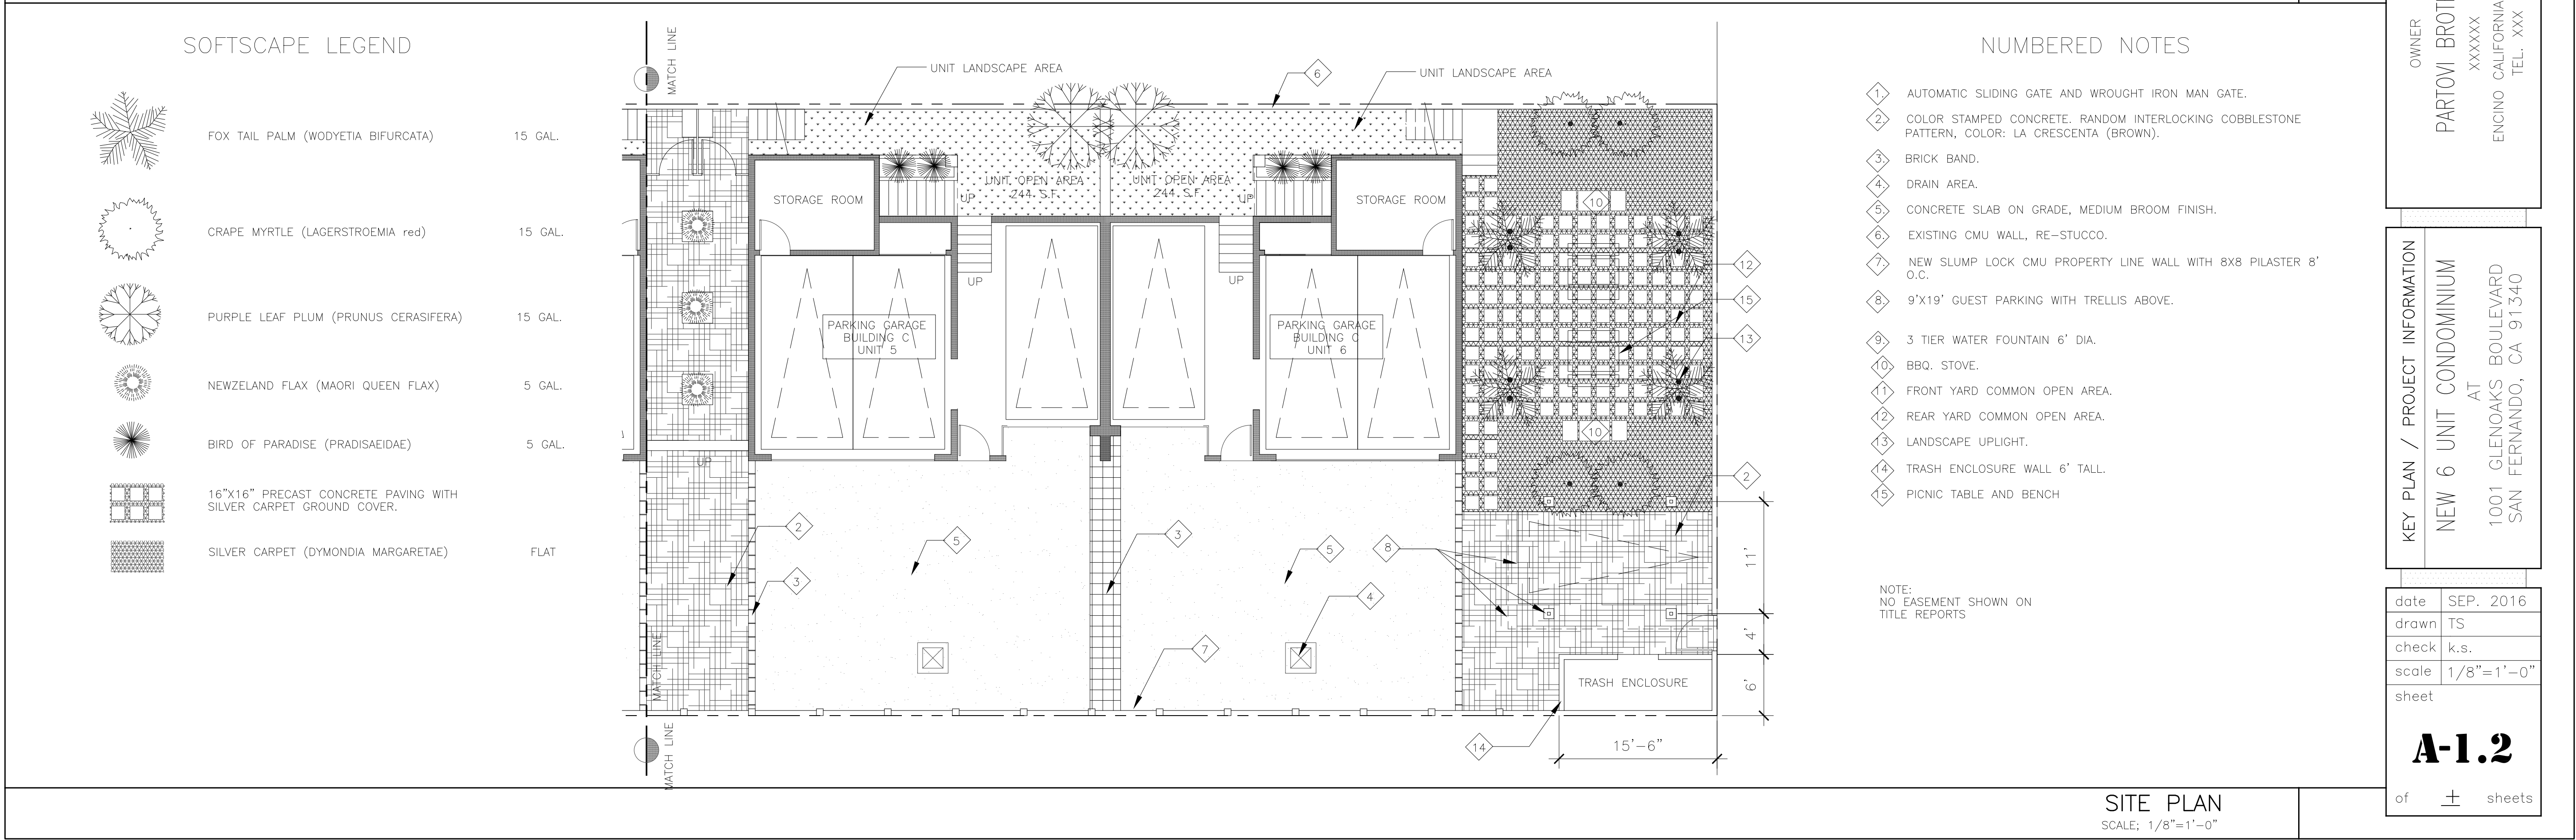 SOFTSCAPE LEGEND
FOX TAIL PALM (WODYETIA BIFURCATA) 15 GAL.
CRAPE MYRTLE (LAGERSTROEMIA red) 15 GAL.
PURPLE LEAF PLUM (PRUNUS CERASIFERA) 15 GAL.
NEWZELAND FLAX (MAORI QUEEN FLAX) 5 GAL.
BIRD OF PARADISE (PRADISAEIDAE) 5 GAL.
16"X16" PRECAST CONCRETE PAVING WITH
SILVER CARPET GROUND COVER.
SILVER CARPET (DYMONDIA MARGARETAE) FLAT
MATCH LINE
UNIT LANDSCAPE AREA
6
UNIT LANDSCAPE AREA
STORAGE ROOM
UNIT OPEN AREA
244 S.F.
UP
UNIT OPEN AREA
244 S.F.
UP
STORAGE ROOM
10
UP
UP
12
15
13
PARKING GARAGE
BUILDING C
UNIT 5
PARKING GARAGE
BUILDING C
UNIT 6
10
UP
2
2
5
3
5
8
3
4
11'
4'
6'
7
MATCH LINE
TRASH ENCLOSURE
14
15'-6"
MATCH LINE
NUMBERED NOTES
1. AUTOMATIC SLIDING GATE AND WROUGHT IRON MAN GATE.
2. COLOR STAMPED CONCRETE. RANDOM INTERLOCKING COBBLESTONE
PATTERN, COLOR: LA CRESCENTA (BROWN).
3. BRICK BAND.
4. DRAIN AREA.
5. CONCRETE SLAB ON GRADE, MEDIUM BROOM FINISH.
6. EXISTING CMU WALL, RE-STUCCO.
7. NEW SLUMP LOCK CMU PROPERTY LINE WALL WITH 8X8 PILASTER 8'
O.C.
8. 9'X19' GUEST PARKING WITH TRELLIS ABOVE.
9. 3 TIER WATER FOUNTAIN 6' DIA.
10. BBQ. STOVE.
11. FRONT YARD COMMON OPEN AREA.
12. REAR YARD COMMON OPEN AREA.
13. LANDSCAPE UPLIGHT.
14. TRASH ENCLOSURE WALL 6' TALL.
15. PICNIC TABLE AND BENCH
NOTE:
NO EASEMENT SHOWN ON
TITLE REPORTS
SITE PLAN
SCALE; 1/8"=1'-0"
OWNER
PARTOVI
XXXXXX
ENCINO CALIFORNIA
TEL. XXX
KEY PLAN / PROJECT INFORMATION
NEW 6 UNIT CONDOMINIUM
AT
1001 GLENOAKS BOULEVARD
SAN FERNANDO, CA 91340
date SEP. 2016
drawn TS
check k.s.
scale 1/8"=1'-0"
sheet
A-1.2
of ± sheets